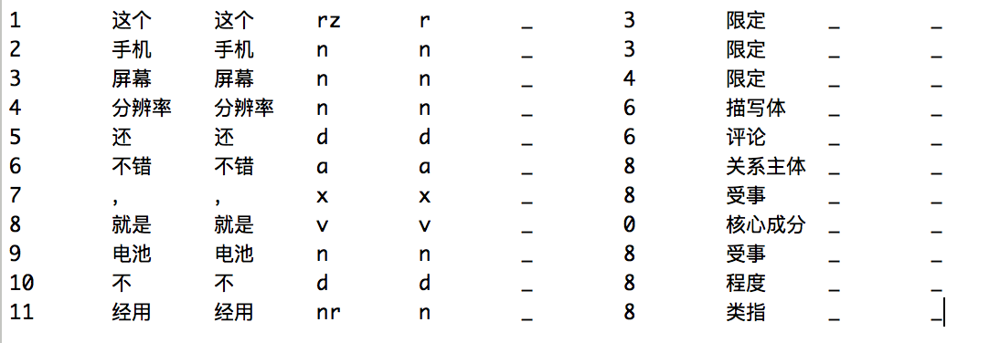 1 这个 这个 rz r _ 3 限定 _ _
2 手机 手机 n n _ 3 限定 _ _
3 屏幕 屏幕 n n _ 4 限定 _ _
4 分辨率 分辨率 n n _ 6 描写体 _ _
5 还 还 d d _ 6 评论 _ _
6 不错 不错 a a _ 8 关系主体 _ _
7 , , x x _ 8 受事 _ _
8 就是 就是 v v _ 0 核心成分 _ _
9 电池 电池 n n _ 8 受事 _ _
10 不 不 d d _ 8 程度 _ _
11 经用 经用 nr n _ 8 类指 _ _